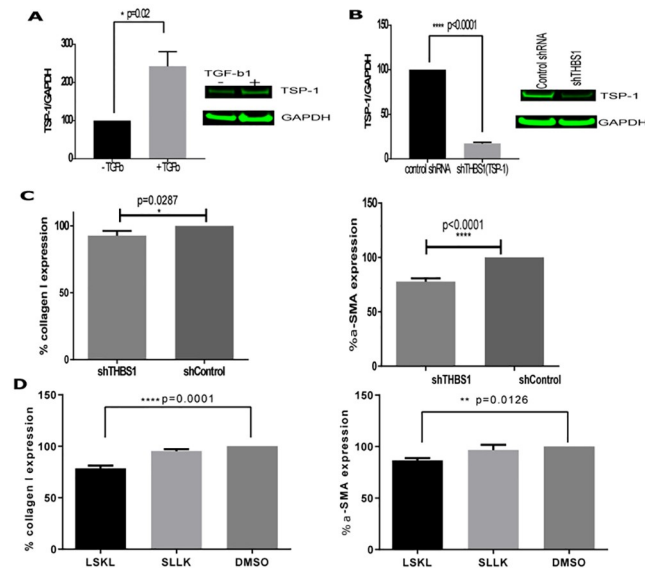 A
* p=0.02
TSP-1/GAPDH
300
200
100
0
-TGFb
+TGFb
TGF-b1
- +
TSP-1
GAPDH
B
**** p<0.0001
TSP-1/GAPDH
150
100
50
0
control shRNA
shTHBS1(TSP-1)
Control shRNA
shTHBS1
TSP-1
GAPDH
C
p=0.0287
*
% collagen I expression
100
50
0
shTHBS1
shControl
p<0.0001
****
%a-SMA expression
150
100
50
0
shTHBS1
shControl
D
****p=0.0001
% collagen I expression
150
100
50
0
LSKL
SLLK
DMSO
** p=0.0126
%a-SMA expression
150
100
50
0
LSKL
SLLK
DMSO